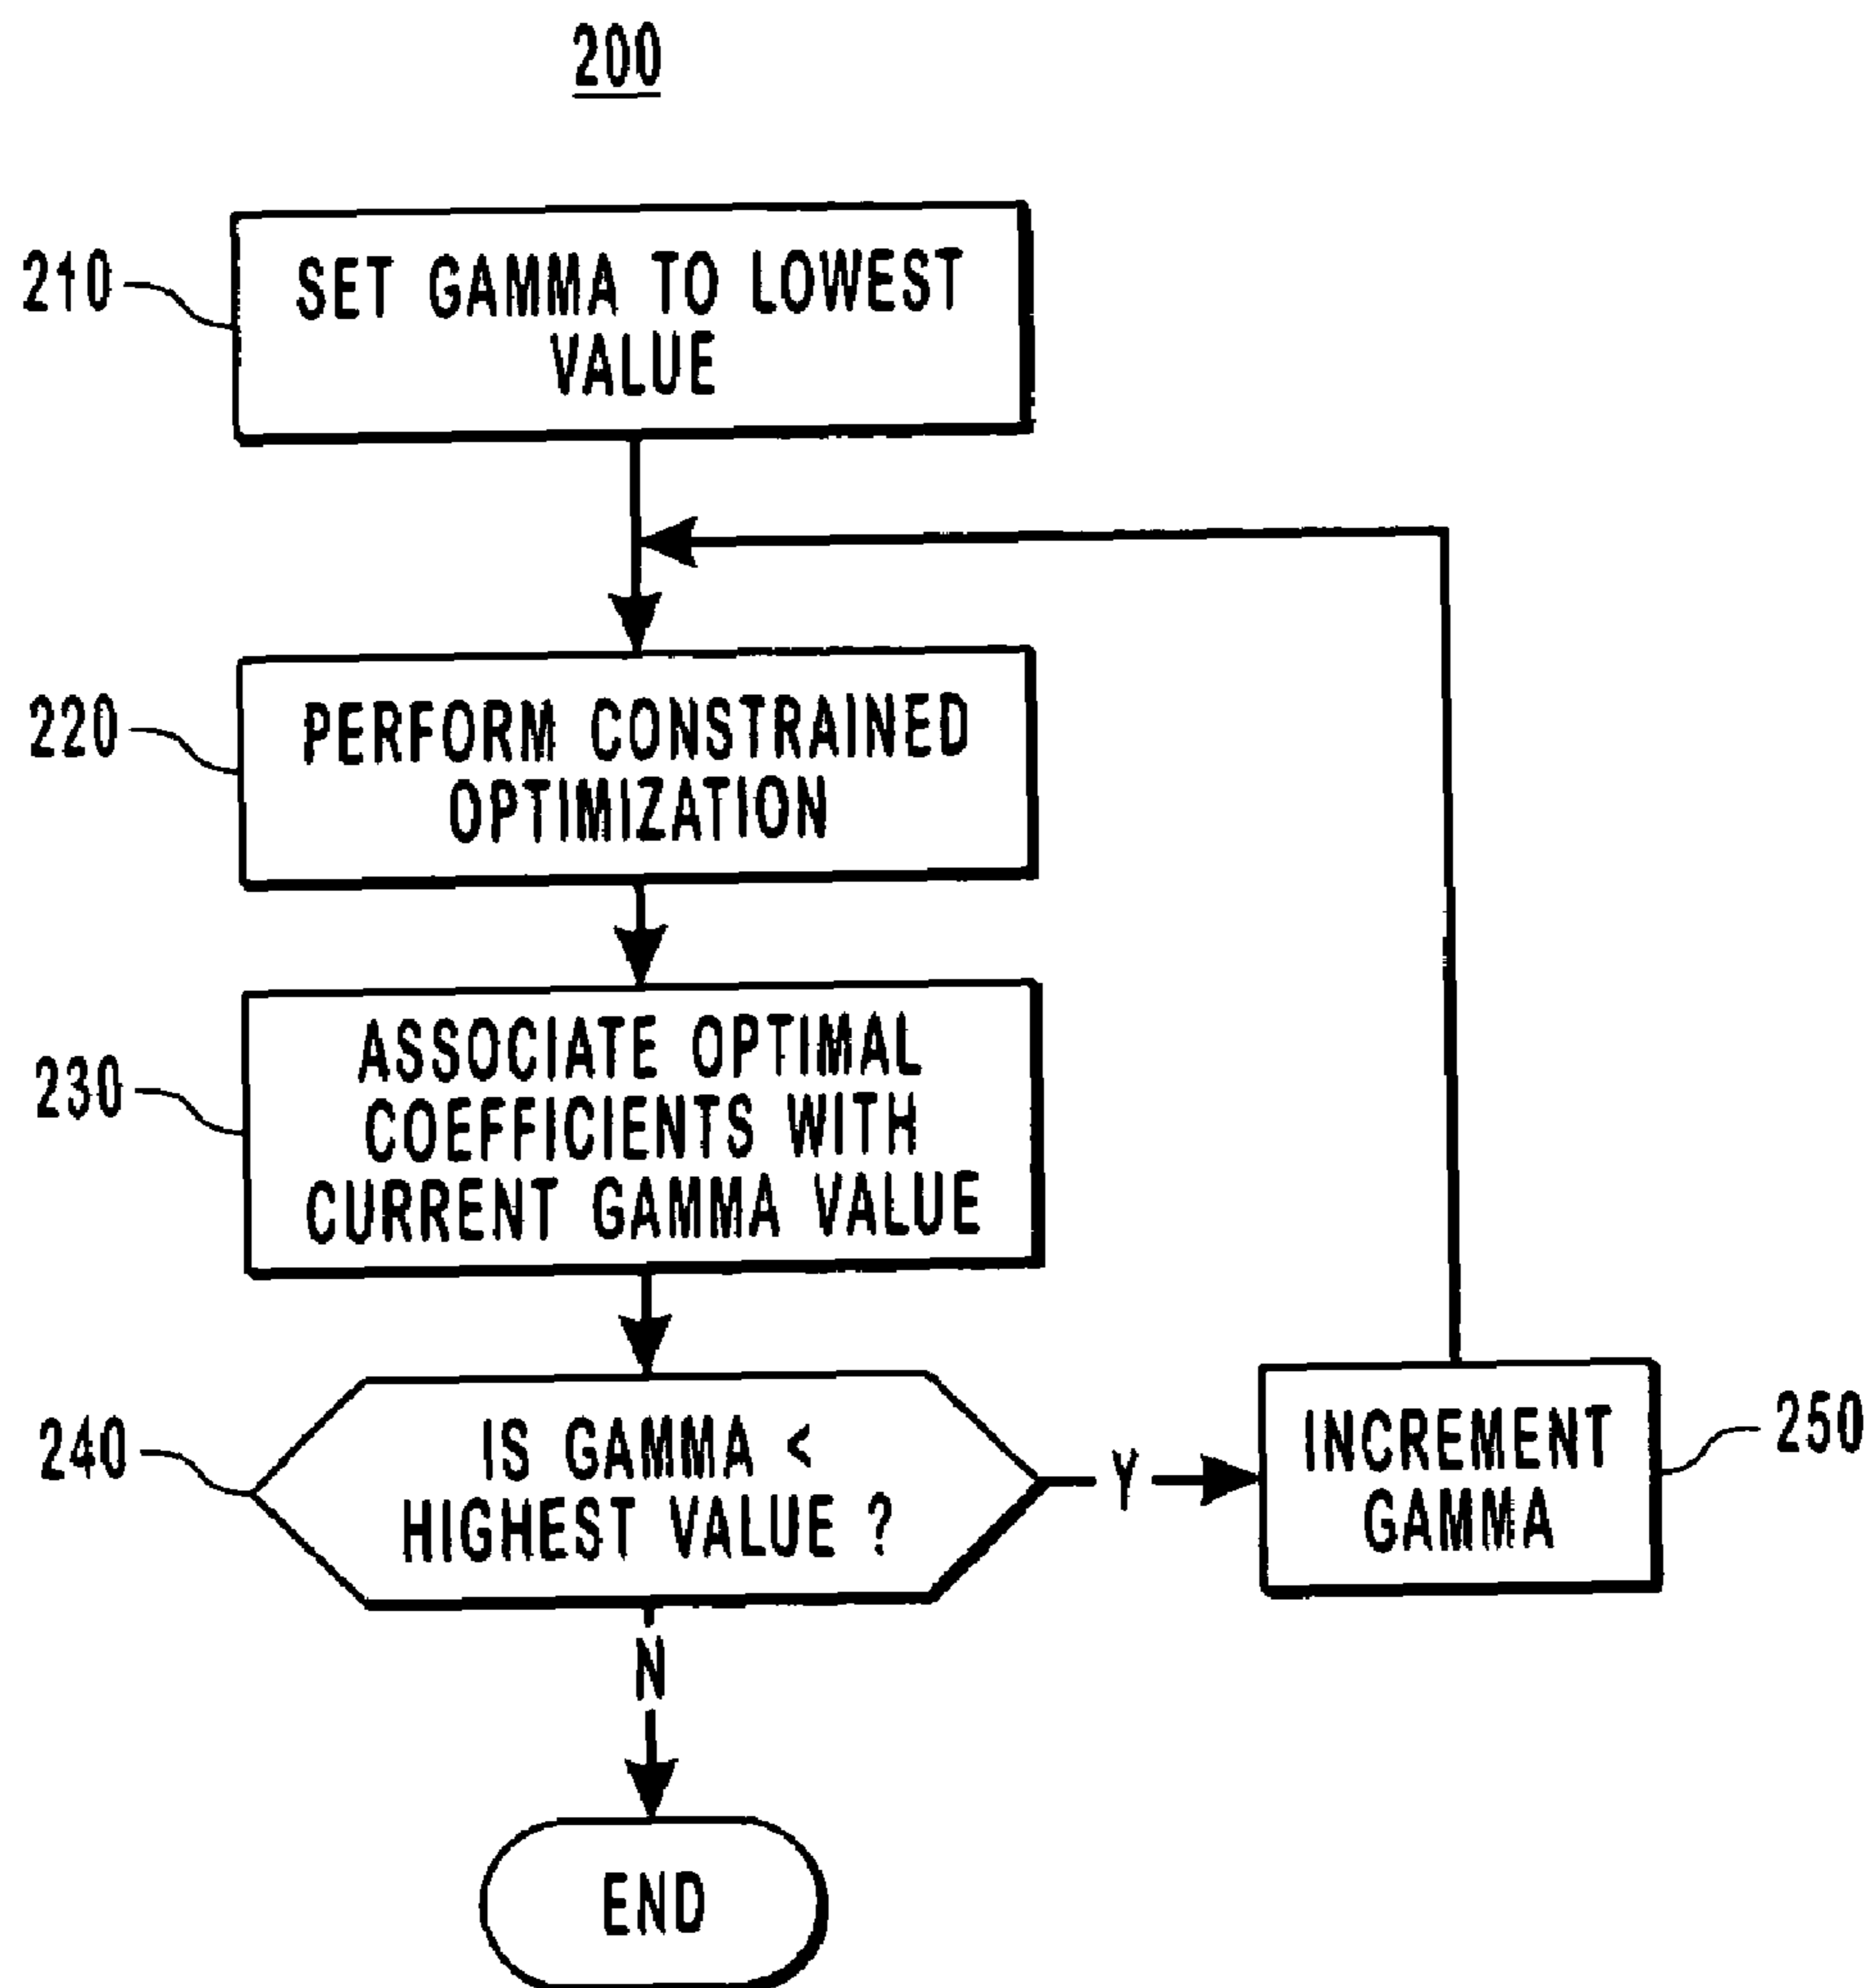 200
210
SET GAMMA TO LOWEST
VALUE
220
PERFORM CONSTRAINED
OPTIMIZATION
230
ASSOCIATE OPTIMAL
COEFFICIENTS WITH
CURRENT GAMMA VALUE
240
IS GAMMA <
HIGHEST VALUE ?
Y
INCREMENT
GAMMA
250
N
END